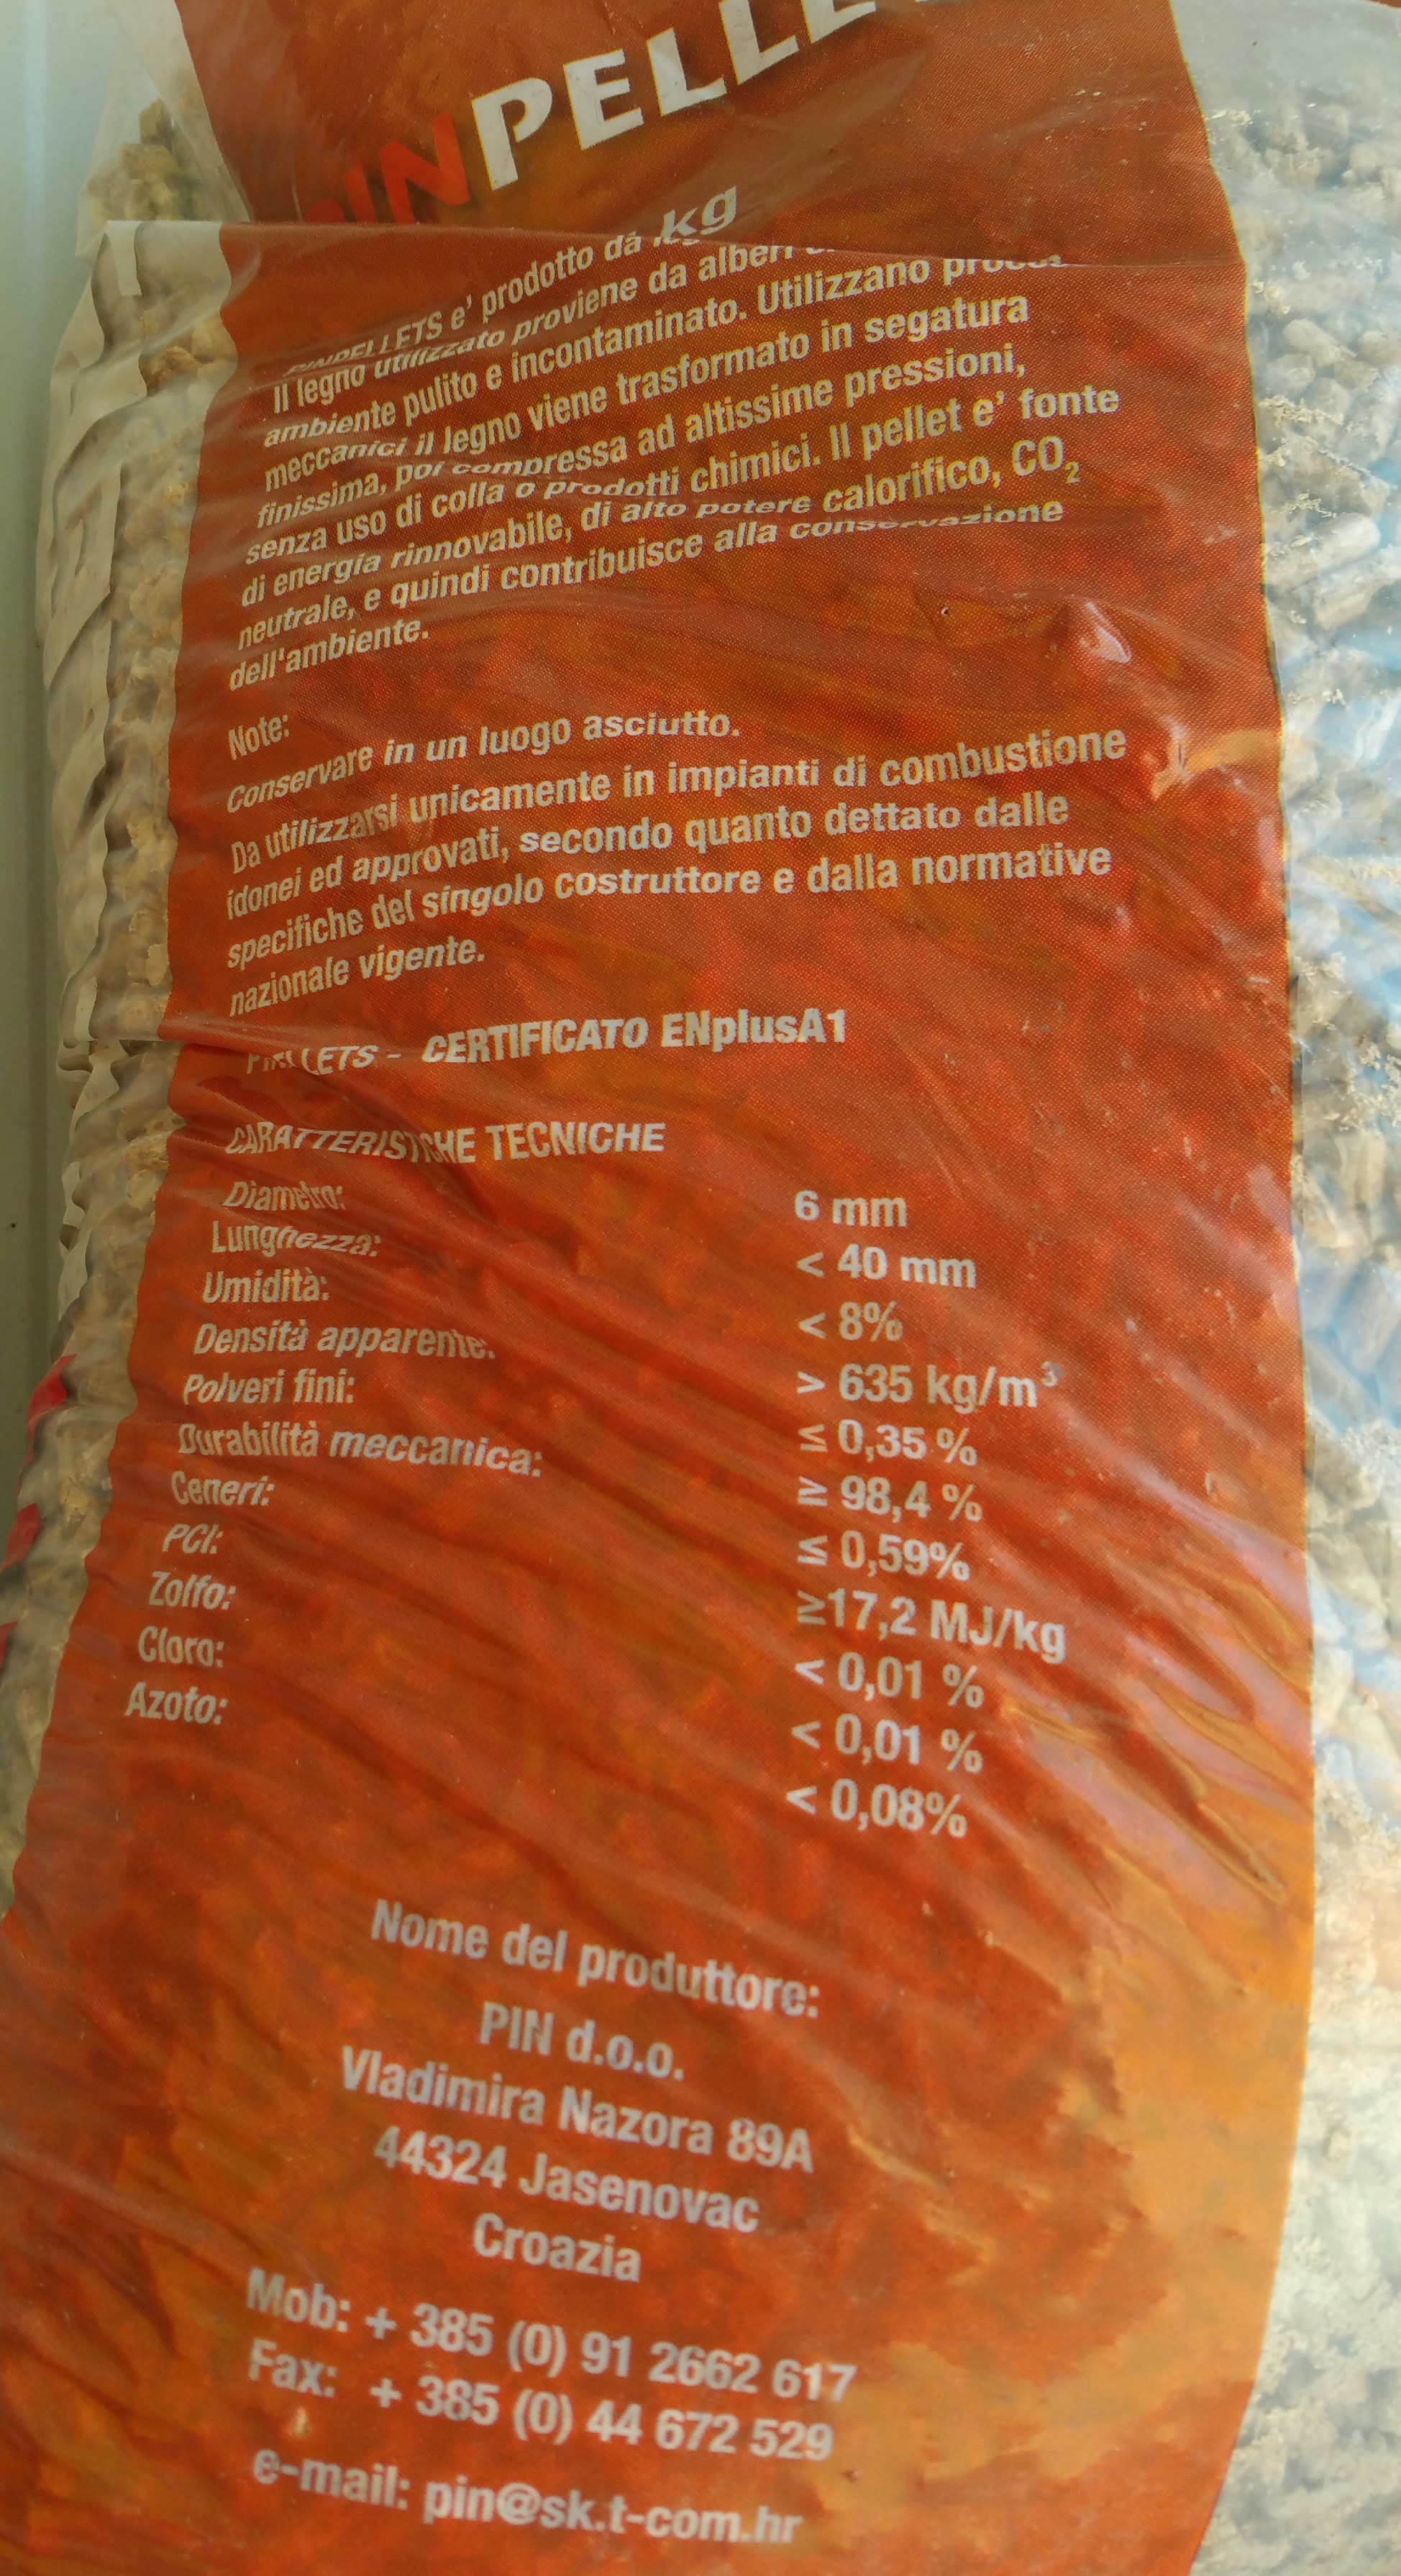 INPELLE
kg
PINPELLETS e' prodotto da
Il legno utilizzato proviene da alberi
ambiente pulito e incontaminato. Utilizzano
meccanici il legno viene trasformato in segatura
finissima, poi compressa ad altissime pressioni,
senza uso di colla o prodotti chimici. Il pellet e' fonte
di energia rinnovabile, di alto potere calorifico, CO₂
neutrale, e quindi contribuisce alla conservazione
dell'ambiente.
Note:
Conservare in un luogo asciutto.
Da utilizzarsi unicamente in impianti di combustione
idonei ed approvati, secondo quanto dettato dalle
specifiche del singolo costruttore e dalla normative
nazionale vigente.
CERTIFICATO ENplusA1
CARATTERISTICHE TECNICHE
Diametro: 6 mm
Lunghezza: < 40 mm
Umidità: < 8%
Densità apparente: > 635 kg/m³
Polveri fini: ≤ 0,35 %
Durabilità meccanica: ≥ 98,4 %
Ceneri: ≤ 0,59%
PCI: ≥17,2 MJ/kg
Zolfo: < 0,01 %
Cloro: < 0,01 %
Azoto: < 0,08%
Nome del produttore:
PIN d.o.o.
Vladimira Nazora 89A
44324 Jasenovac
Croazia
Mob: + 385 (0) 91 2662 617
Fax: + 385 (0) 44 672 529
e-mail: pin@sk.t-com.hr